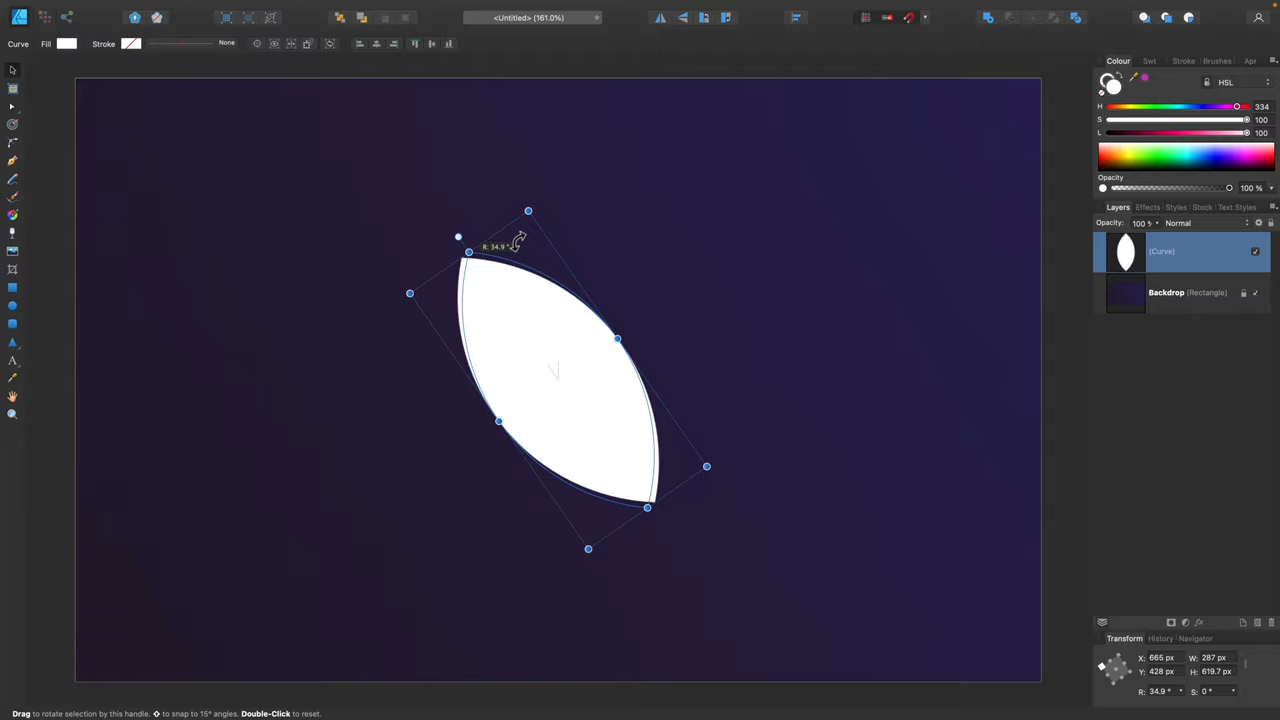 <Untitled> (161.0%)
Curve Fill Stroke None
R: 34.9 °
Colour Swt Stroke Brushes Apr
HSL
H 334
S 100
L 100
Opacity
100 %
Layers Effects Styles Stock Text Styles
Opacity: 100 % Normal
(Curve)
Backdrop (Rectangle)
Transform History Navigator
X: 665 px W: 287 px
Y: 428 px H: 619.7 px
R: 34.9 ° S: 0 °
Drag to rotate selection by this handle. ⇧ to snap to 15° angles. Double-Click to reset.